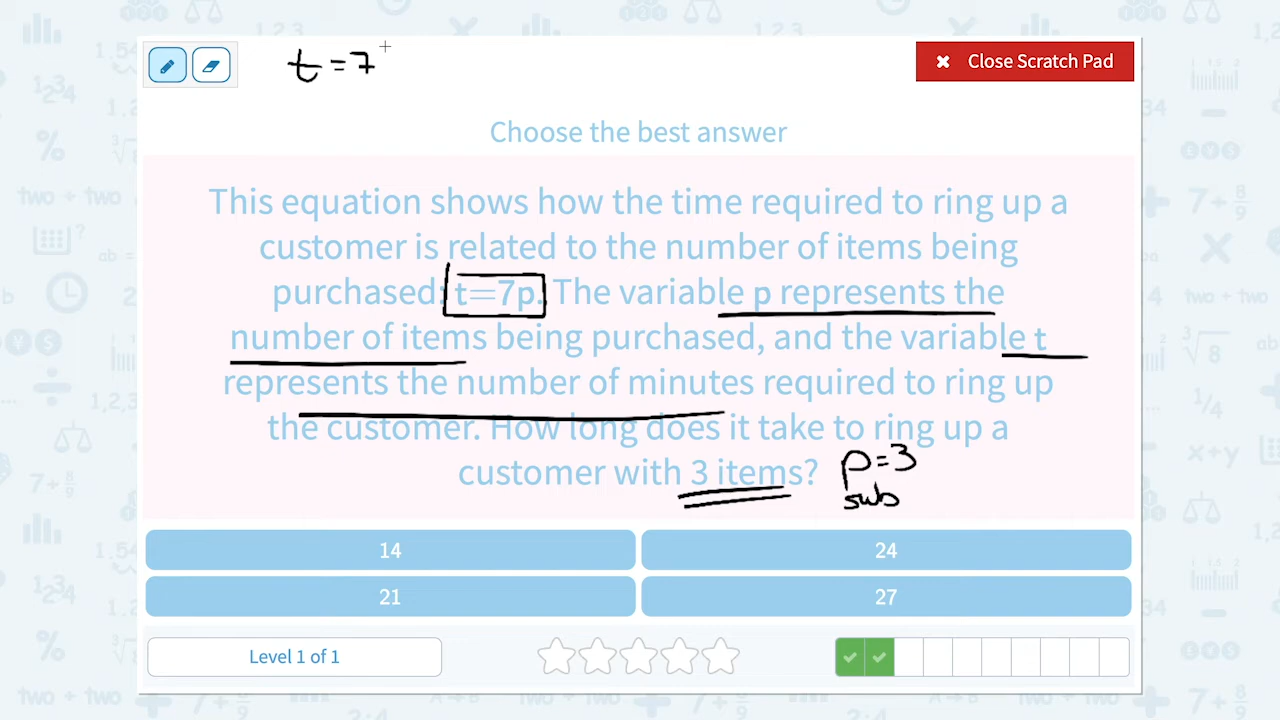 t = 7
Close Scratch Pad
Choose the best answer
This equation shows how the time required to ring up a
customer is related to the number of items being
purchased: t=7p. The variable p represents the
number of items being purchased, and the variable t
represents the number of minutes required to ring up
the customer. How long does it take to ring up a
customer with 3 items?
p=3
sub
14
24
21
27
Level 1 of 1